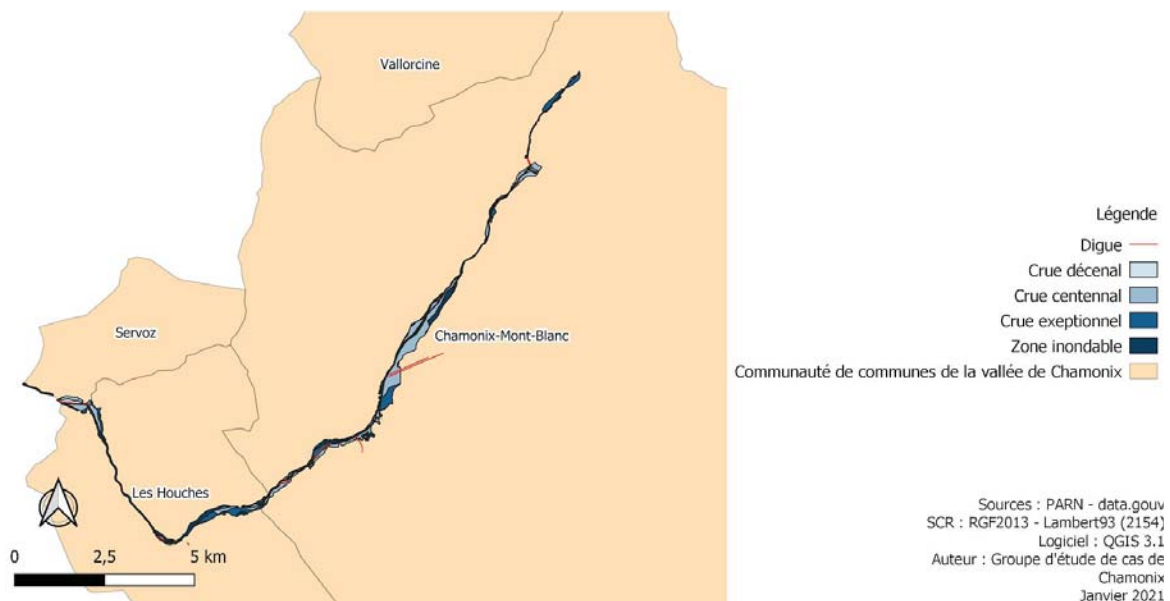 Vallorcine
Servoz
Chamonix-Mont-Blanc
Les Houches
0 2,5 5 km
Légende
Digue
Crue décenal
Crue centennal
Crue exeptionnel
Zone inondable
Communauté de communes de la vallée de Chamonix
Sources : PARN - data.gouv
SCR : RGF2013 - Lambert93 (2154)
Logiciel : QGIS 3.1
Auteur : Groupe d'étude de cas de
Chamonix
Janvier 2021